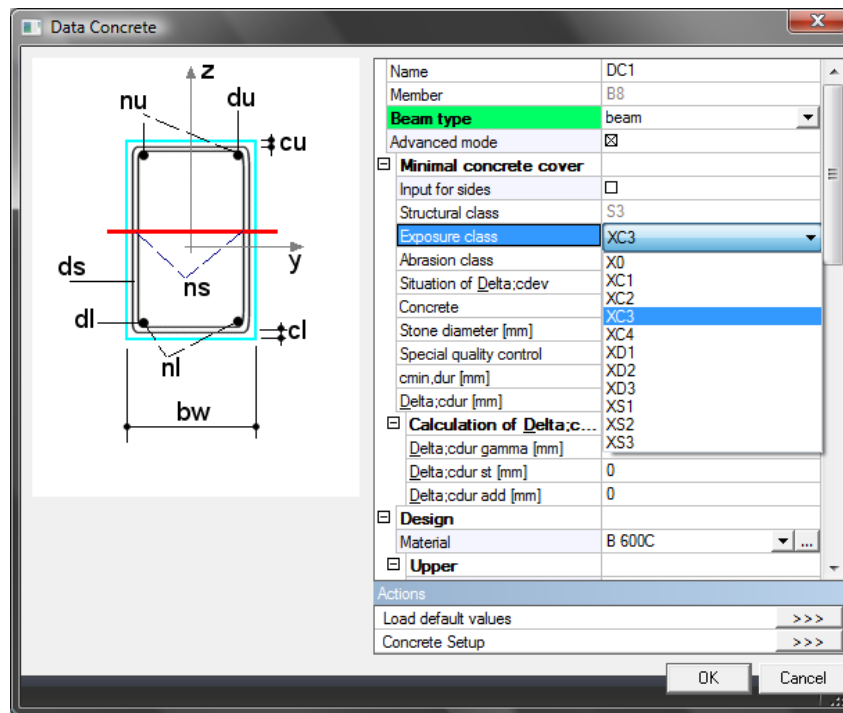 Data Concrete
z
nu
du
cu
y
ds
ns
dl
cl
nl
bw
Name DC1
Member B8
Beam type beam
Advanced mode
Minimal concrete cover
Input for sides
Structural class S3
Exposure class XC3
Abrasion class
X0
XC1
Situation of Delta;cdev
XC2
Concrete
XC3
Stone diameter [mm]
XC4
XD1
Special quality control
XD2
cmin,dur [mm]
XD3
Delta;cdur [mm]
XS1
Calculation of Delta;c...
XS2
XS3
Delta;cdur gamma [mm]
Delta;cdur st [mm] 0
Delta;cdur add [mm] 0
Design
Material B 600C ...
Upper
Actions
Load default values >>>
Concrete Setup >>>
OK Cancel